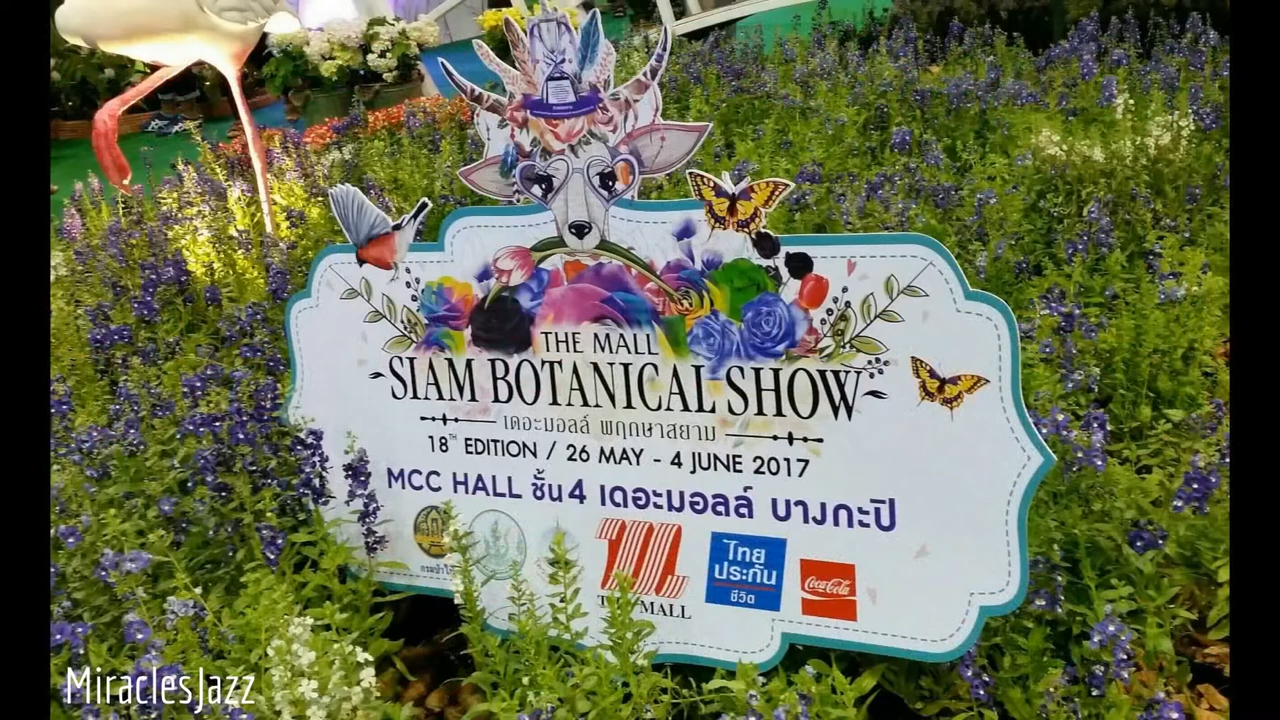 THE MALL
SIAM BOTANICAL SHOW
เดอะมอลล์ พฤกษาสยาม
18TH EDITION / 26 MAY - 4 JUNE 2017
MCC HALL ชั้น 4 เดอะมอลล์ บางกะปิ
ไทย
ประกัน
ชีวิต
Coca-Cola
MALL
MiraclesJazz